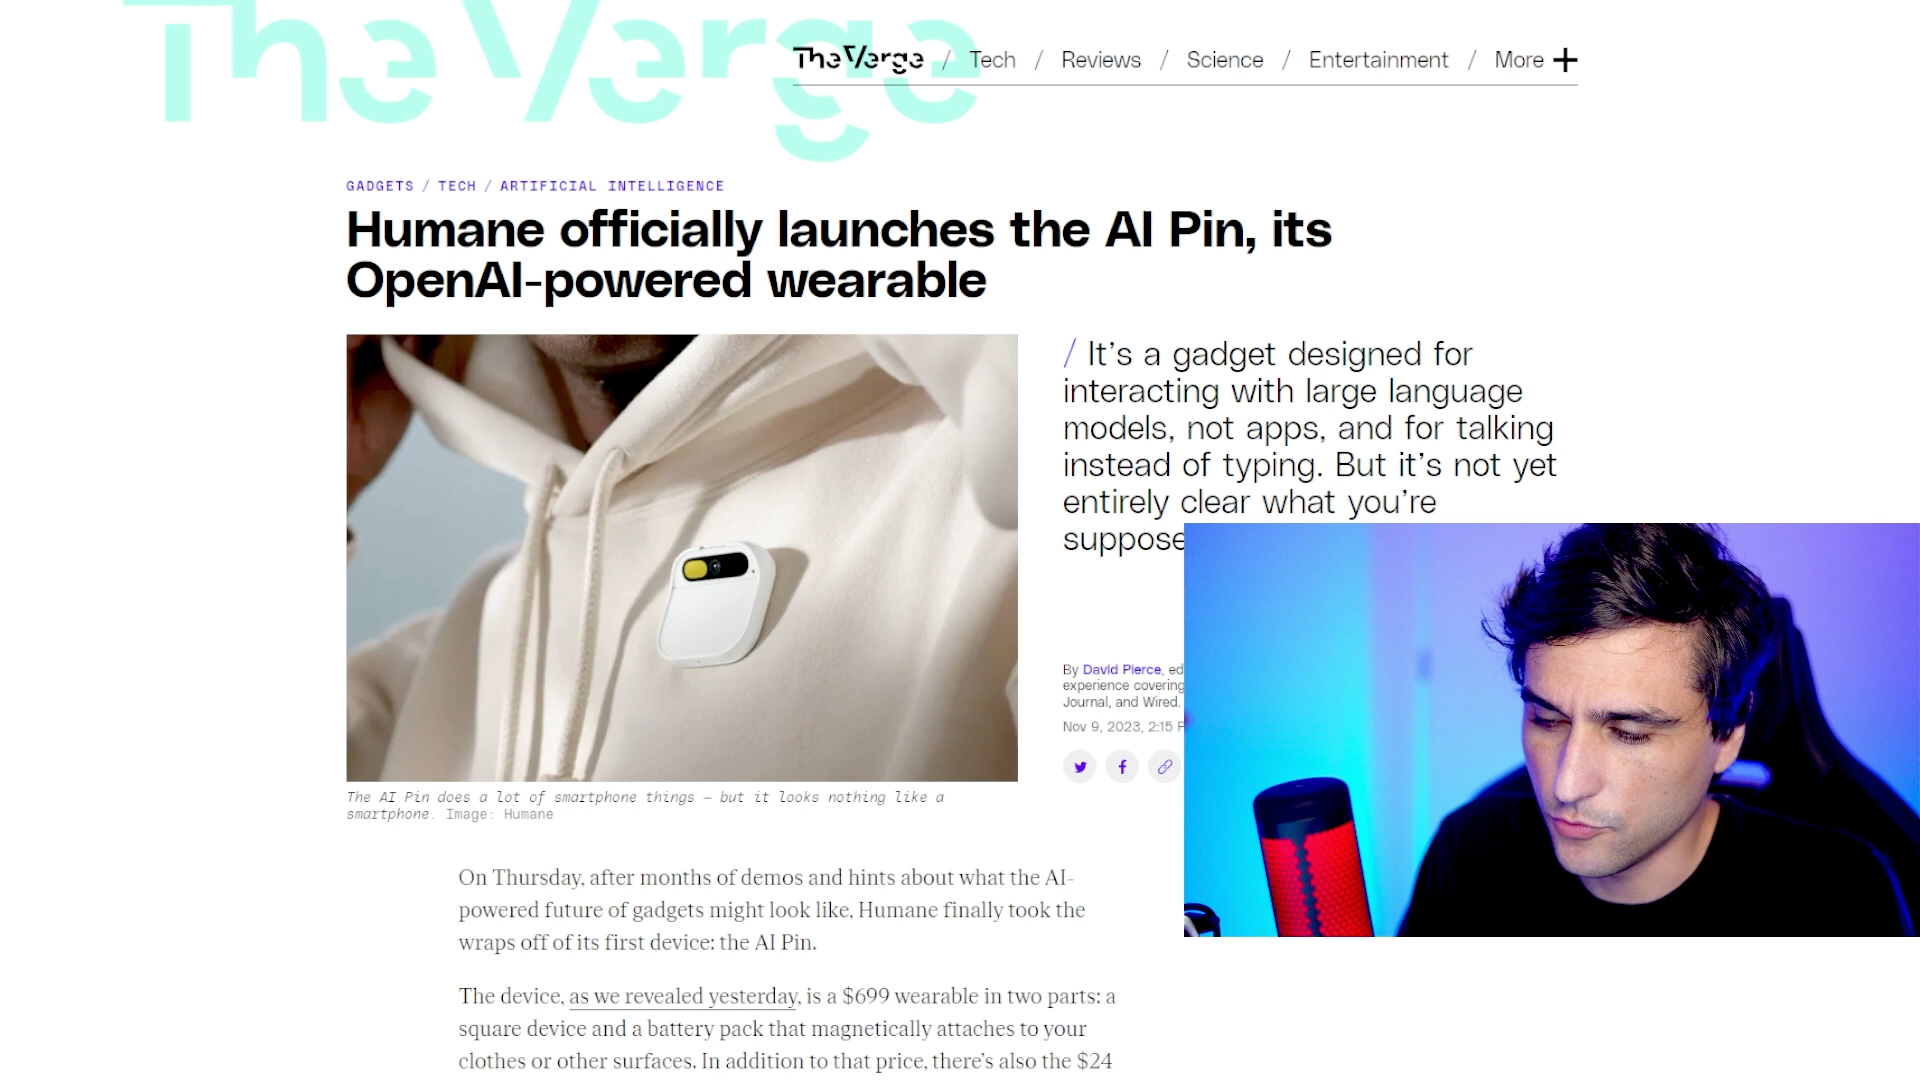 The Verge
The Verge / Tech / Reviews / Science / Entertainment / More
GADGETS / TECH / ARTIFICIAL INTELLIGENCE
Humane officially launches the AI Pin, its
OpenAI-powered wearable
/ It’s a gadget designed for
interacting with large language
models, not apps, and for talking
instead of typing. But it’s not yet
entirely clear what you’re
suppose
By David Pierce, ed
experience covering
Journal, and Wired.
Nov 9, 2023, 2:15 P
The AI Pin does a lot of smartphone things — but it looks nothing like a
smartphone. Image: Humane
On Thursday, after months of demos and hints about what the AI-
powered future of gadgets might look like, Humane finally took the
wraps off of its first device: the AI Pin.
The device, as we revealed yesterday, is a $699 wearable in two parts: a
square device and a battery pack that magnetically attaches to your
clothes or other surfaces. In addition to that price, there’s also the $24